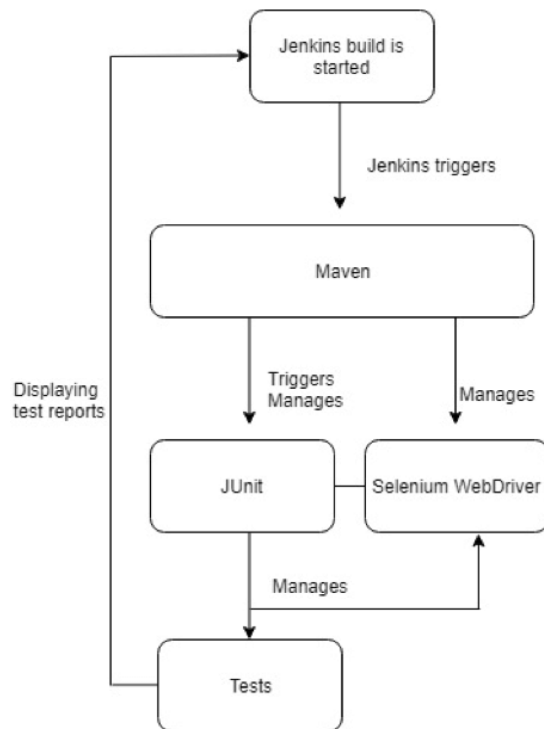 Jenkins build is
started
Jenkins triggers
Maven
Triggers
Manages
Manages
Displaying
test reports
JUnit
Selenium WebDriver
Manages
Tests